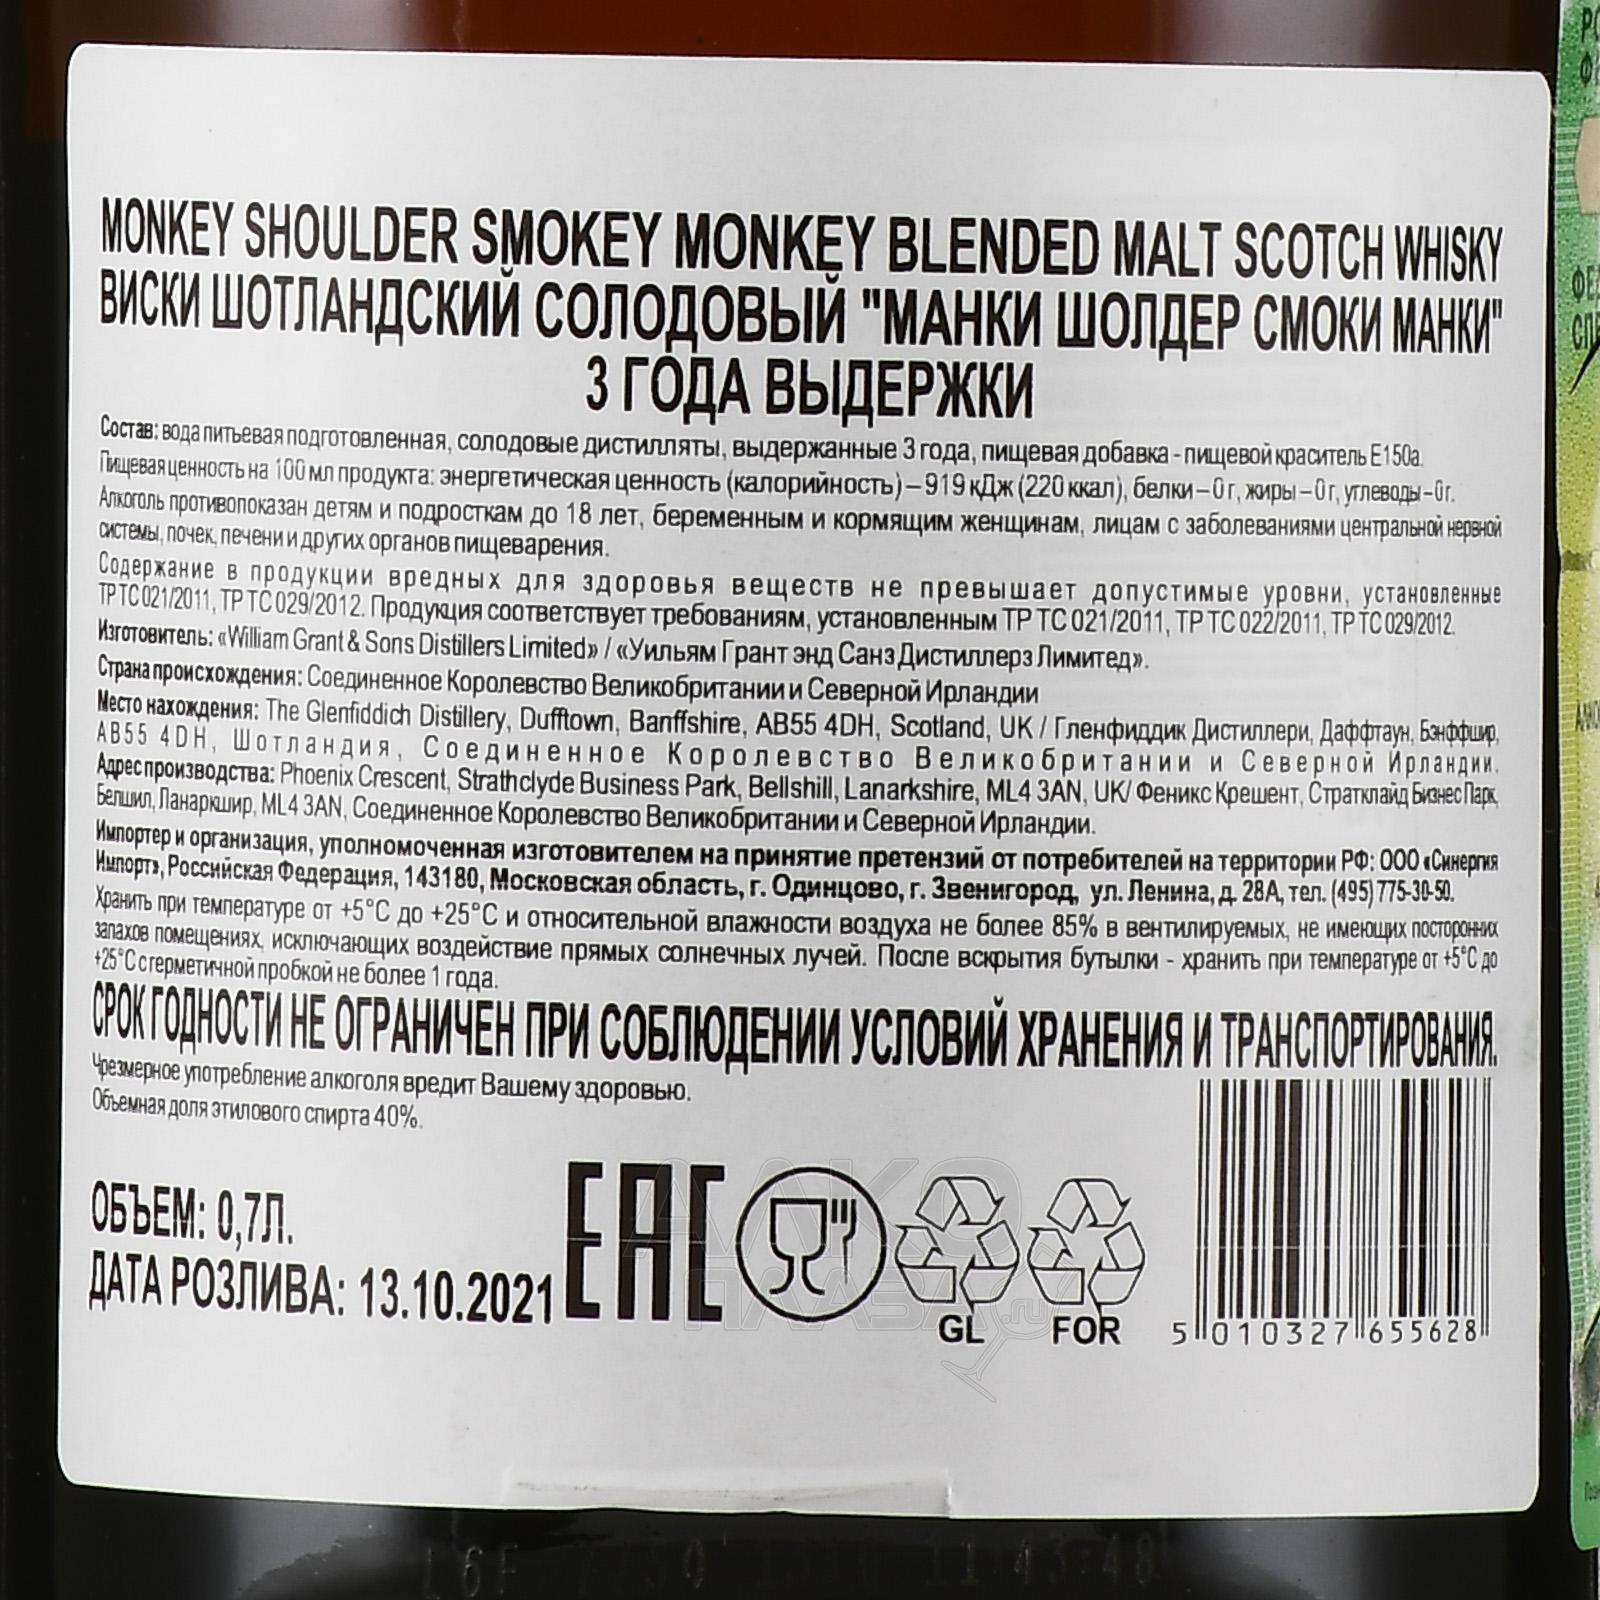 MONKEY SHOULDER SMOKEY MONKEY BLENDED MALT SCOTCH WHISKY
ВИСКИ ШОТЛАНДСКИЙ СОЛОДОВЫЙ "МАНКИ ШОЛДЕР СМОКИ МАНКИ"
3 ГОДА ВЫДЕРЖКИ
Состав: вода питьевая подготовленная, солодовые дистилляты, выдержанные 3 года, пищевая добавка - пищевой краситель Е150а.
Пищевая ценность на 100 мл продукта: энергетическая ценность (калорийность) – 919 кДж (220 ккал), белки – 0 г, жиры – 0 г, углеводы – 0 г.
Алкоголь противопоказан детям и подросткам до 18 лет, беременным и кормящим женщинам, лицам с заболеваниями центральной нервной
системы, почек, печени и других органов пищеварения.
Содержание в продукции вредных для здоровья веществ не превышает допустимые уровни, установленные
ТР ТС 021/2011, ТР ТС 029/2012. Продукция соответствует требованиям, установленным ТР ТС 021/2011, ТР ТС 022/2011, ТР ТС 029/2012.
Изготовитель: «William Grant & Sons Distillers Limited» / «Уильям Грант энд Санз Дистиллерз Лимитед».
Страна происхождения: Соединенное Королевство Великобритании и Северной Ирландии
Место нахождения: The Glenfiddich Distillery, Dufftown, Banffshire, AB55 4DH, Scotland, UK / Гленфиддик Дистиллери, Даффтаун, Бэнффшир,
AB55 4DH, Шотландия, Соединенное Королевство Великобритании и Северной Ирландии.
Адрес производства: Phoenix Crescent, Strathclyde Business Park, Bellshill, Lanarkshire, ML4 3AN, UK/ Феникс Крешент, Стратклайд Бизнес Парк,
Белшил, Ланаркшир, ML4 3AN, Соединенное Королевство Великобритании и Северной Ирландии.
Импортер и организация, уполномоченная изготовителем на принятие претензий от потребителей на территории РФ: ООО «Синергия
Импорт», Российская Федерация, 143180, Московская область, г. Одинцово, г. Звенигород, ул. Ленина, д. 28А, тел. (495) 775-30-50.
Хранить при температуре от +5°С до +25°С и относительной влажности воздуха не более 85% в вентилируемых, не имеющих посторонних
запахов помещениях, исключающих воздействие прямых солнечных лучей. После вскрытия бутылки - хранить при температуре от +5°С до
+25°С с герметичной пробкой не более 1 года.
СРОК ГОДНОСТИ НЕ ОГРАНИЧЕН ПРИ СОБЛЮДЕНИИ УСЛОВИЙ ХРАНЕНИЯ И ТРАНСПОРТИРОВАНИЯ.
Чрезмерное употребление алкоголя вредит Вашему здоровью.
Объемная доля этилового спирта 40%.
ОБЪЕМ: 0,7Л.
ДАТА РОЗЛИВА: 13.10.2021
EAC
GL
FOR
5 010327 655628
АЛКО
ПЛАЗА.ru